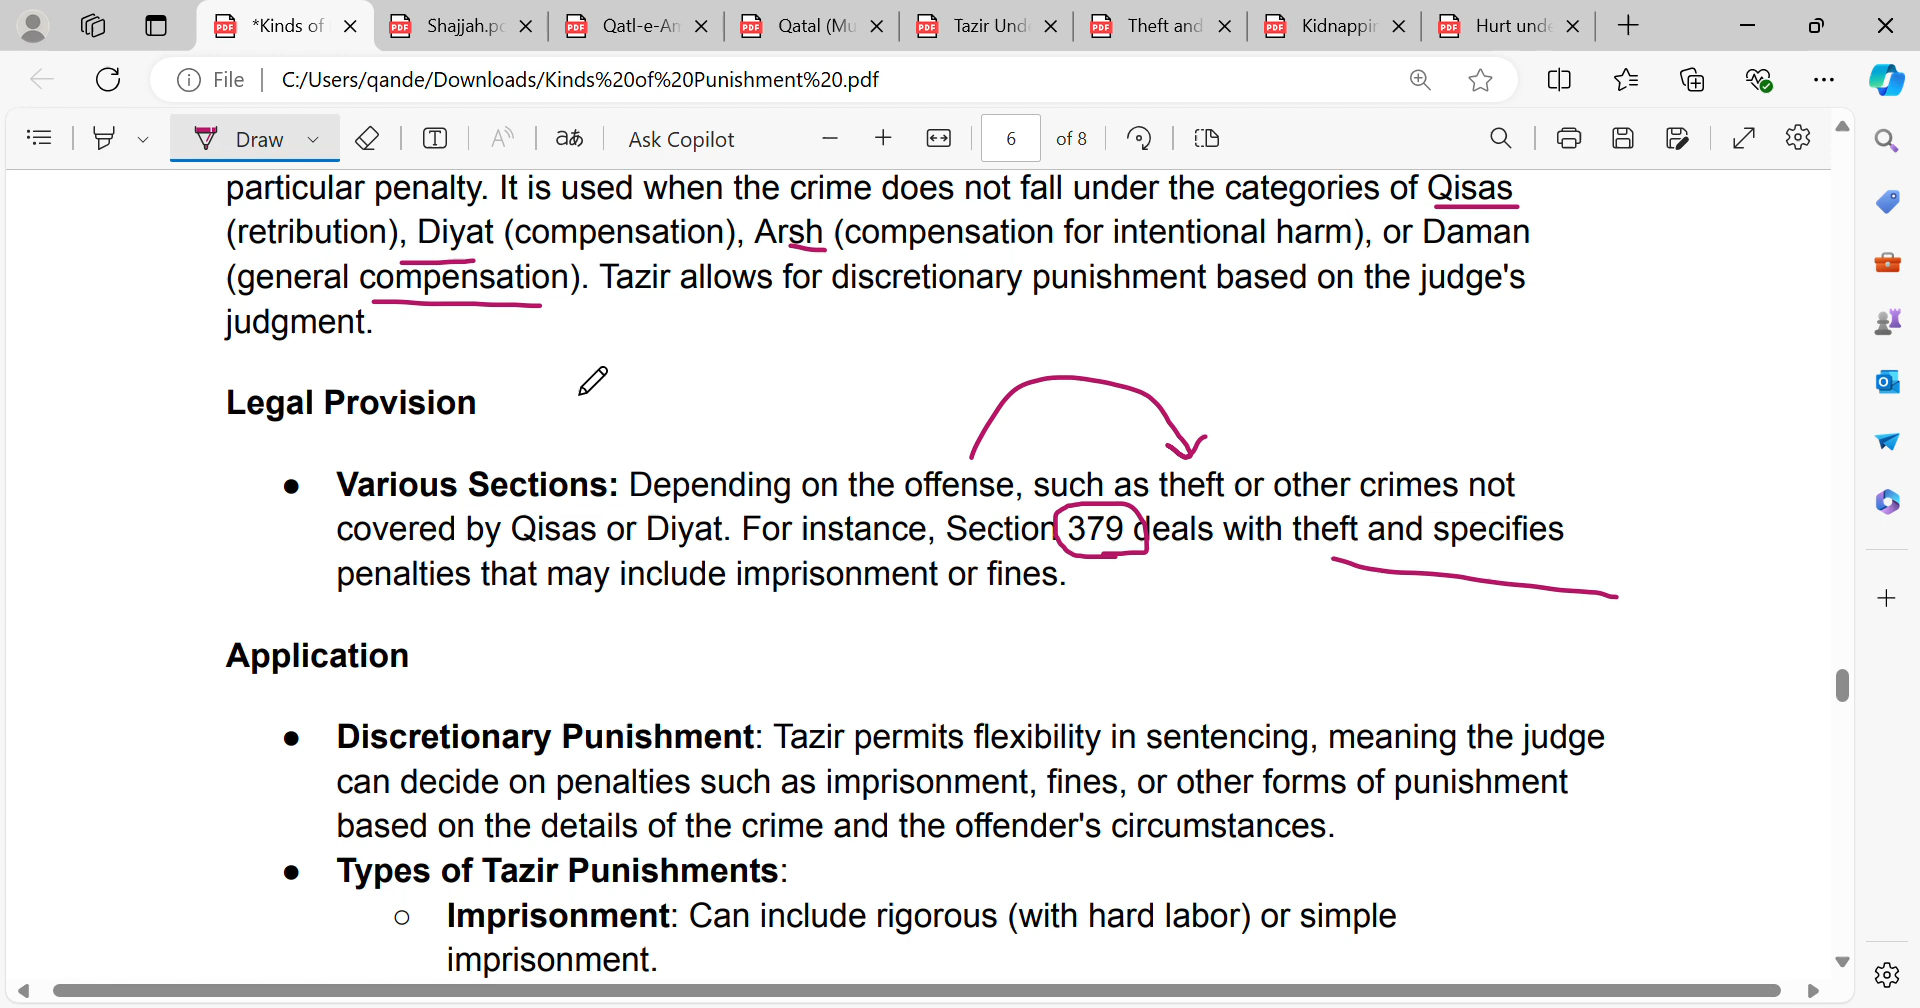 *Kinds of
Shajjah.pc
Qatl-e-An
Qatal (Mu
Tazir Und
Theft and
Kidnappin
Hurt unde
File
C:/Users/qande/Downloads/Kinds%20of%20Punishment%20.pdf
Draw
aあ
Ask Copilot
6
of 8
particular penalty. It is used when the crime does not fall under the categories of Qisas
(retribution), Diyat (compensation), Arsh (compensation for intentional harm), or Daman
(general compensation). Tazir allows for discretionary punishment based on the judge's
judgment.
Legal Provision
● Various Sections: Depending on the offense, such as theft or other crimes not
covered by Qisas or Diyat. For instance, Section 379 deals with theft and specifies
penalties that may include imprisonment or fines.
Application
● Discretionary Punishment: Tazir permits flexibility in sentencing, meaning the judge
can decide on penalties such as imprisonment, fines, or other forms of punishment
based on the details of the crime and the offender's circumstances.
● Types of Tazir Punishments:
○ Imprisonment: Can include rigorous (with hard labor) or simple
imprisonment.